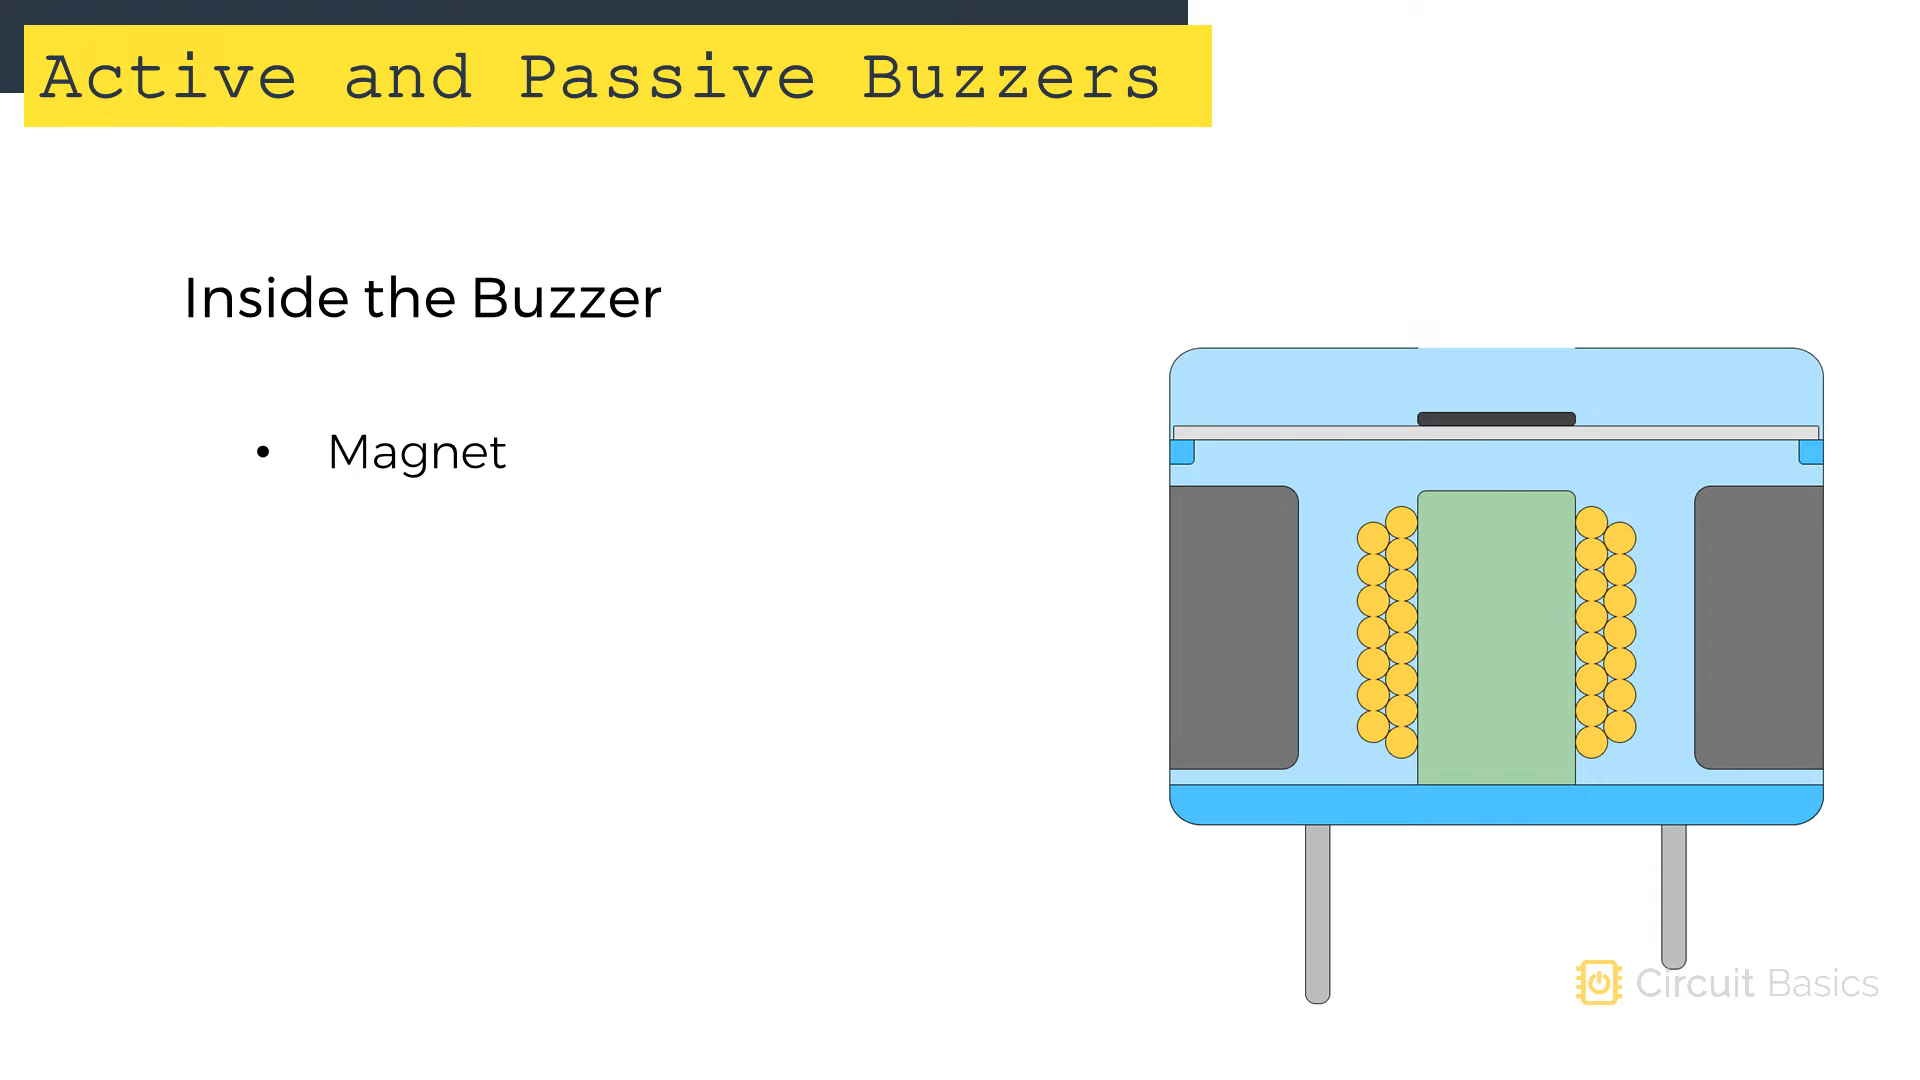 Active and Passive Buzzers
Inside the Buzzer
• Magnet
Circuit Basics